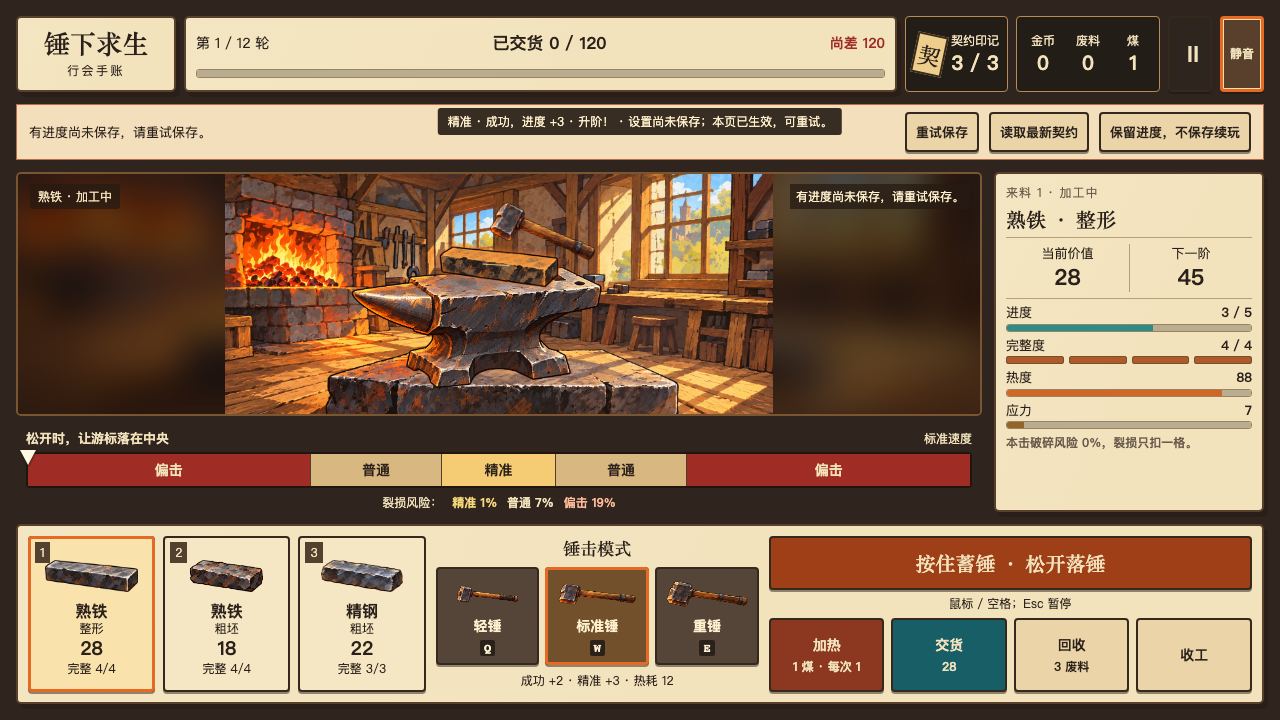 锤下求生
行会手账
第 1 / 12 轮
已交货 0 / 120
尚差 120
契
契约印记
3 / 3
金币
0
废料
0
煤
1
II
静音
有进度尚未保存，请重试保存。
精准 · 成功，进度 +3 · 升阶！ · 设置尚未保存；本页已生效，可重试。
重试保存
读取最新契约
保留进度，不保存续玩
熟铁 · 加工中
有进度尚未保存，请重试保存。
来料 1 · 加工中
熟铁 · 整形
当前价值
28
下一阶
45
进度
3 / 5
完整度
4 / 4
热度
88
应力
7
本击破碎风险 0%，裂损只扣一格。
松开时，让游标落在中央
标准速度
偏击
普通
精准
普通
偏击
裂损风险： 精准 1% 普通 7% 偏击 19%
1
熟铁
整形
28
完整 4/4
2
熟铁
粗坯
18
完整 4/4
3
精钢
粗坯
22
完整 3/3
锤击模式
轻锤
Q
标准锤
W
重锤
E
成功 +2 · 精准 +3 · 热耗 12
按住蓄锤 · 松开落锤
鼠标 / 空格；Esc 暂停
加热
1 煤 · 每次 1
交货
28
回收
3 废料
收工